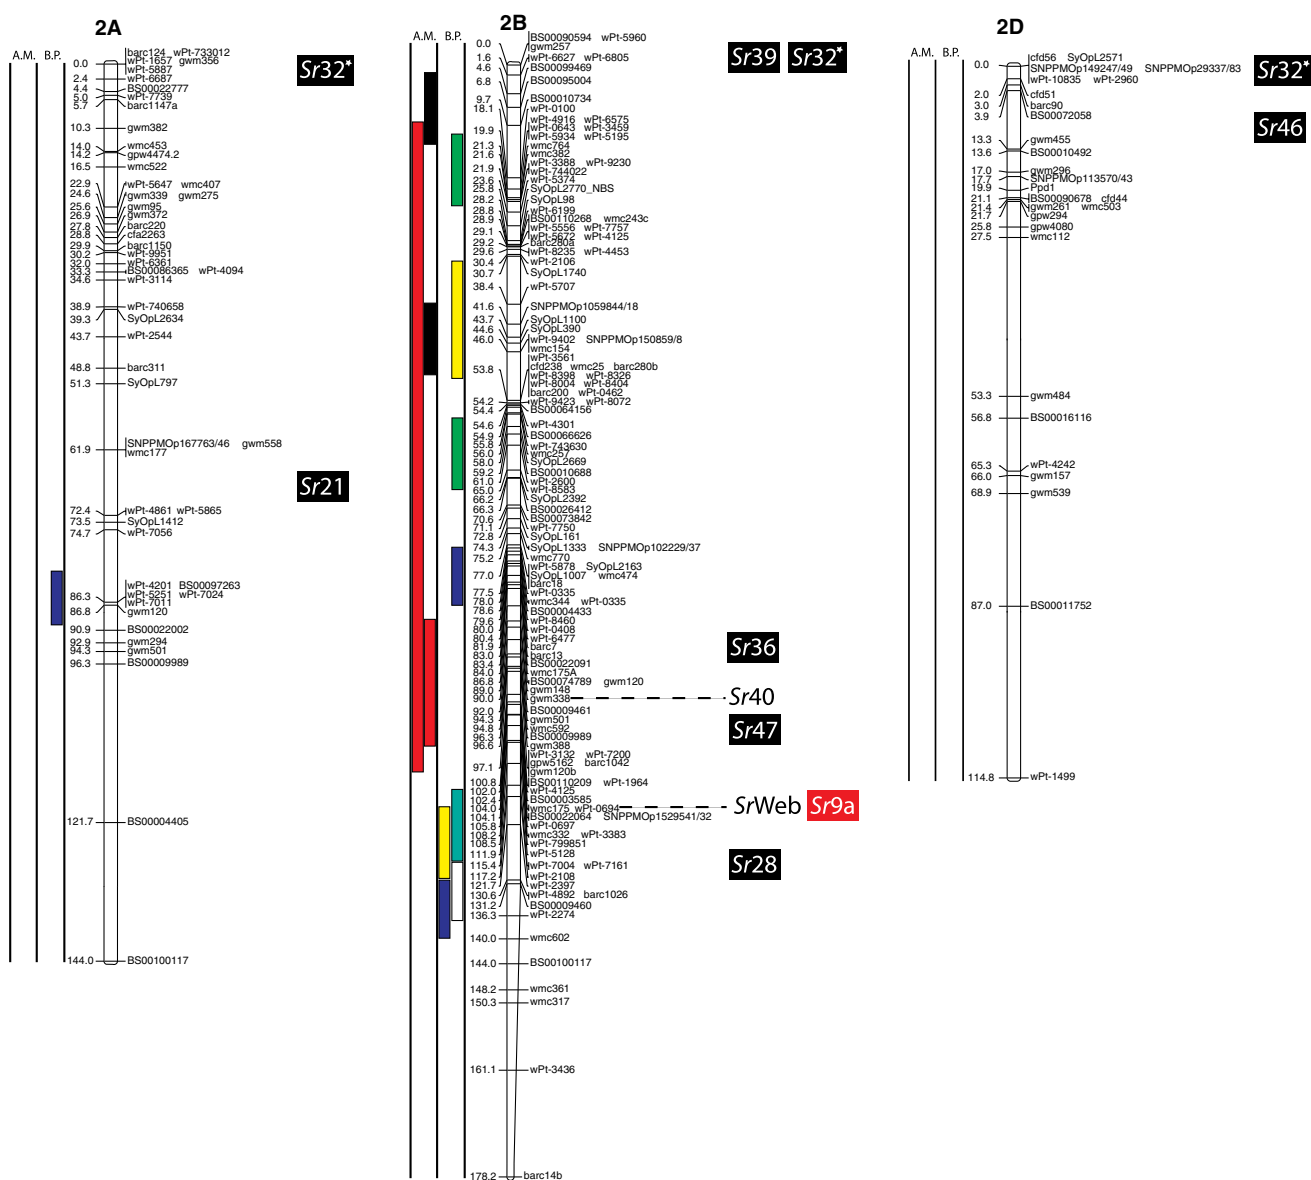 2A
A.M. B.P.
0.0 barc124 wPt-733012
wPt-1657 gwm356
wPt-5887
2.4 wPt-6687
4.4 BS00022777
5.0 wPt-7739
5.7 barc1147a
10.3 gwm382
14.0 wmc453
14.2 gpw4474.2
16.5 wmc522
22.9 wPt-5647 wmc407
24.6 gwm339 gwm275
25.6 gwm95
26.9 gwm372
27.8 barc220
28.8 cfa2263
29.9 barc1150
30.2 wPt-9951
32.0 wPt-6361
33.3 BS00086365 wPt-4094
34.6 wPt-3114
38.9 wPt-740658
39.3 SyOpL2634
43.7 wPt-2544
48.8 barc311
51.3 SyOpL797
61.9 SNPPMOp167763/46 gwm558
wmc177
72.4 wPt-4861 wPt-5865
73.5 SyOpL1412
74.7 wPt-7056
wPt-4201 BS00097263
86.3 wPt-5251 wPt-7024
wPt-7011
86.8 gwm120
90.9 BS00022002
92.9 gwm294
94.3 gwm501
96.3 BS00009989
121.7 BS00004405
144.0 BS00100117
Sr32*
Sr21
2B
A.M. B.P.
0.0 BS00090594 wPt-5960
gwm257
1.6 wPt-6627 wPt-6805
4.6 BS00099469
6.8 BS00095004
9.7 BS00010734
18.1 wPt-0100
wPt-4916 wPt-6575
19.9 wPt-0643 wPt-3459
wPt-5934 wPt-5195
21.3 wmc764
21.6 wmc382
wPt-3388 wPt-9230
21.9 wPt-744022
23.6 wPt-5374
25.8 SyOpL2770_NBS
28.2 SyOpL98
28.8 wPt-6199
28.9 BS00110268 wmc243c
29.1 wPt-5556 wPt-7757
wPt-5672 wPt-4125
29.2 barc280a
29.6 wPt-8235 wPt-4453
30.4 wPt-2106
30.7 SyOpL1740
38.4 wPt-5707
41.6 SNPPMOp1059844/18
43.7 SyOpL1100
44.6 SyOpL390
46.0 wPt-9402 SNPPMOp150859/8
wmc154
wPt-3561
53.8 cfd238 wmc25 barc280b
wPt-8398 wPt-8326
wPt-8004 wPt-8404
barc200 wPt-0462
54.2 wPt-9423 wPt-8072
54.4 BS00064156
54.6 wPt-4301
54.9 BS00066626
55.8 wPt-743630
56.0 wmc257
58.0 SyOpL2669
59.2 BS00010688
61.0 wPt-2600
65.0 wPt-8583
66.2 SyOpL2392
66.3 BS00026412
70.6 BS00073842
71.1 wPt-7750
72.8 SyOpL161
74.3 SyOpL1333 SNPPMOp102229/37
75.2 wmc770
wPt-5878 SyOpL2163
77.0 SyOpL1007 wmc474
barc18
77.5 wPt-0335
78.0 wmc344 wPt-0335
78.6 BS00004433
79.6 wPt-8460
80.0 wPt-0408
80.4 wPt-6477
81.9 barc7
83.0 barc13
83.4 BS00022091
84.0 wmc175A
86.8 BS00074789 gwm120
89.0 gwm148
90.0 gwm338
92.0 BS00009461
94.3 gwm501
94.8 wmc592
96.3 BS00009989
96.6 gwm388
wPt-3132 wPt-7200
97.1 gpw5162 barc1042
gwm120b
100.8 BS00110209 wPt-1964
102.0 wPt-4125
102.4 BS00003585
104.0 wmc175 wPt-0694
104.1 BS00022064 SNPPMOp1529541/32
105.8 wPt-0697
108.2 wmc332 wPt-3383
108.5 wPt-799851
111.9 wPt-5128
115.4 wPt-7004 wPt-7161
117.2 wPt-2108
121.7 wPt-2397
130.6 wPt-4892 barc1026
131.2 BS00009460
136.3 wPt-2274
140.0 wmc602
144.0 BS00100117
148.2 wmc361
150.3 wmc317
161.1 wPt-3436
178.2 barc14b
Sr39 Sr32*
Sr36
Sr40
Sr47
SrWeb Sr9a
Sr28
2D
A.M. B.P.
cfd56 SyOpL2571
0.0 SNPPMOp149247/49 SNPPMOp29337/83
wPt-10835 wPt-2960
2.0 cfd51
3.0 barc90
3.9 BS00072058
13.3 gwm455
13.6 BS00010492
17.0 gwm296
17.7 SNPPMOp113570/43
19.9 Ppd1
21.1 BS00090678 cfd44
21.4 gwm261 wmc503
21.7 gpw294
25.8 gpw4080
27.5 wmc112
53.3 gwm484
56.8 BS00016116
65.3 wPt-4242
66.0 gwm157
68.9 gwm539
87.0 BS00011752
114.8 wPt-1499
Sr32*
Sr46